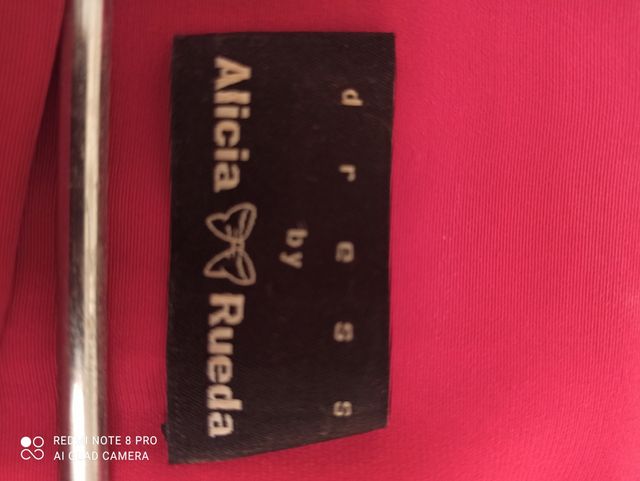 dress
by
Alicia Rueda
REDMI NOTE 8 PRO
AI QUAD CAMERA